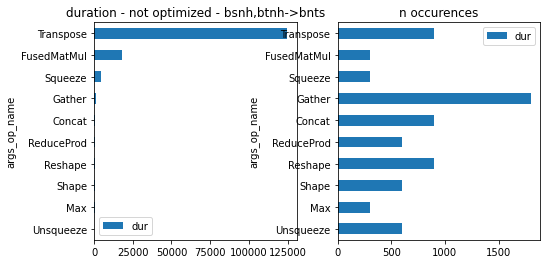 duration - not optimized - bsnh,btnh->bnts
args_op_name
Transpose
FusedMatMul
Squeeze
Gather
Concat
ReduceProd
Reshape
Shape
Max
Unsqueeze
dur
0 25000 50000 75000 100000 125000
n occurences
args_op_name
Transpose
FusedMatMul
Squeeze
Gather
Concat
ReduceProd
Reshape
Shape
Max
Unsqueeze
dur
0 500 1000 1500